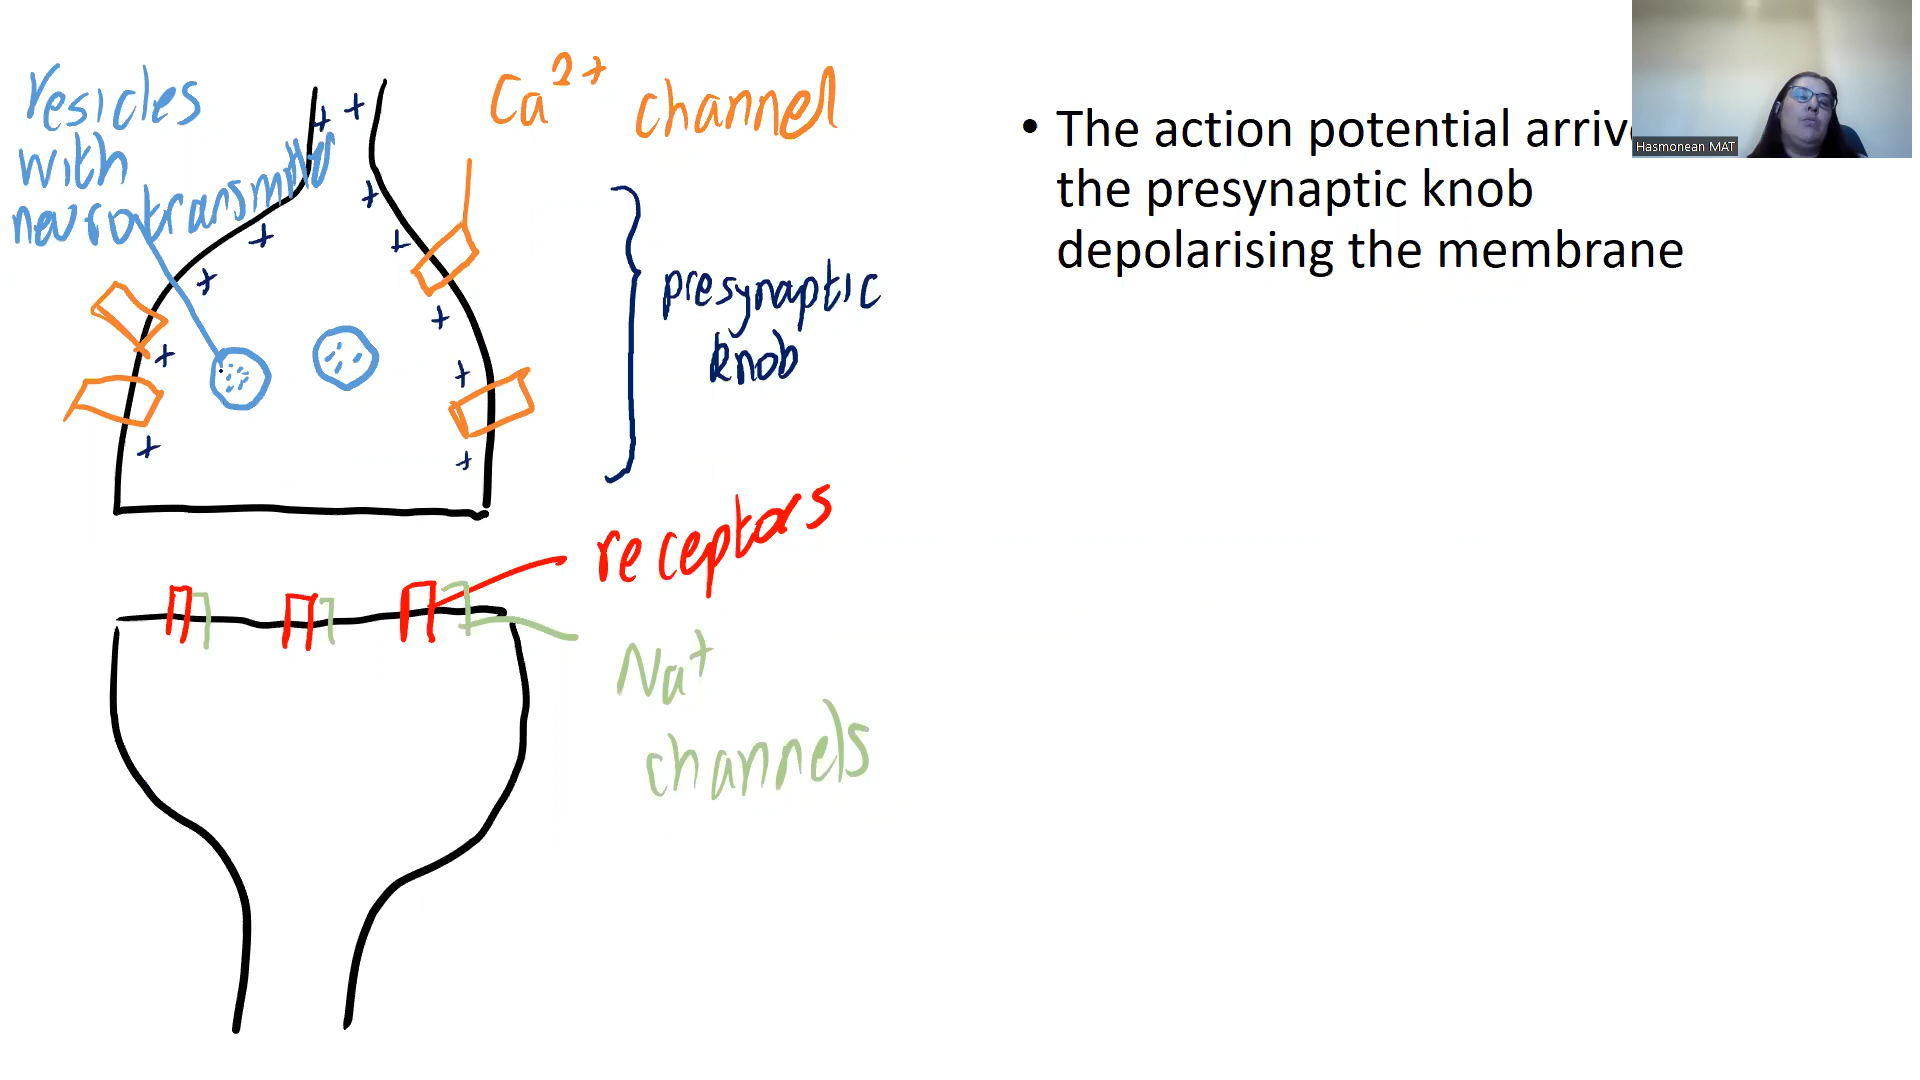 vesicles
with
neurotransmitter
Ca2+ channel
presynaptic
knob
receptors
Na+
channels
• The action potential
the presynaptic knob
depolarising the membrane
Hasmonean MAT